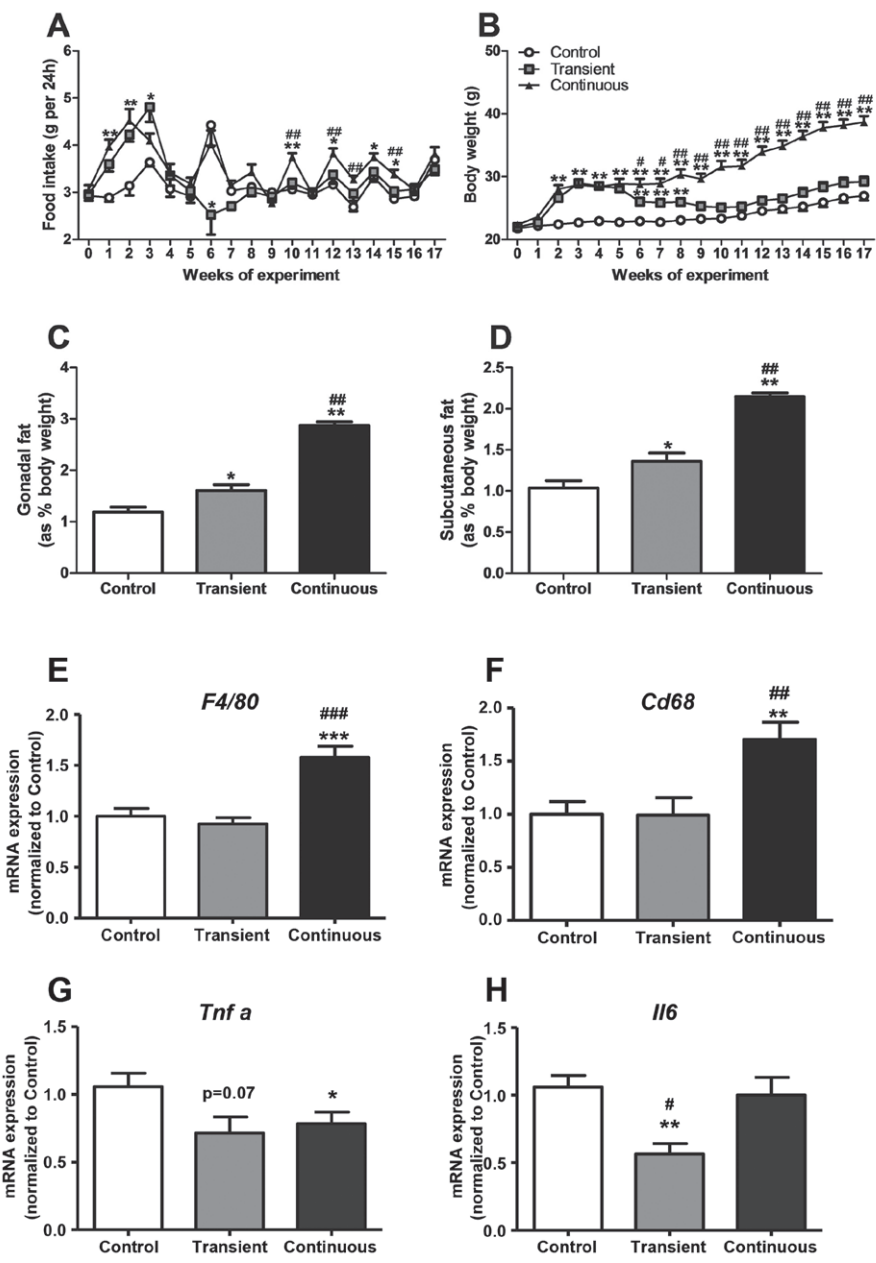 A
Food intake (g per 24h)
6
5
4
3
2
** ** * * ## ** ## * ## * ## *
0 1 2 3 4 5 6 7 8 9 10 11 12 13 14 15 16 17
Weeks of experiment
B
Control
Transient
Continuous
Body weight (g)
50
40
30
20
## ## ## ## ## ## ## ## ## ## # #
** ** ** ** ** ** ** ** ** ** ** ** ** ** ** ** **
** ** **
0 1 2 3 4 5 6 7 8 9 10 11 12 13 14 15 16 17
Weeks of experiment
C
Gonadal fat
(as % body weight)
4
3
2
1
0
*
##
**
Control Transient Continuous
D
Subcutaneous fat
(as % body weight)
2.5
2.0
1.5
1.0
0.5
0.0
*
##
**
Control Transient Continuous
E
F4/80
mRNA expression
(normalized to Control)
2.0
1.5
1.0
0.5
0.0
###
***
Control Transient Continuous
F
Cd68
mRNA expression
(normalized to Control)
2.0
1.5
1.0
0.5
0.0
##
**
Control Transient Continuous
G
Tnf a
mRNA expression
(normalized to Control)
1.5
1.0
0.5
0.0
p=0.07
*
Control Transient Continuous
H
Il6
mRNA expression
(normalized to Control)
1.5
1.0
0.5
0.0
#
**
Control Transient Continuous